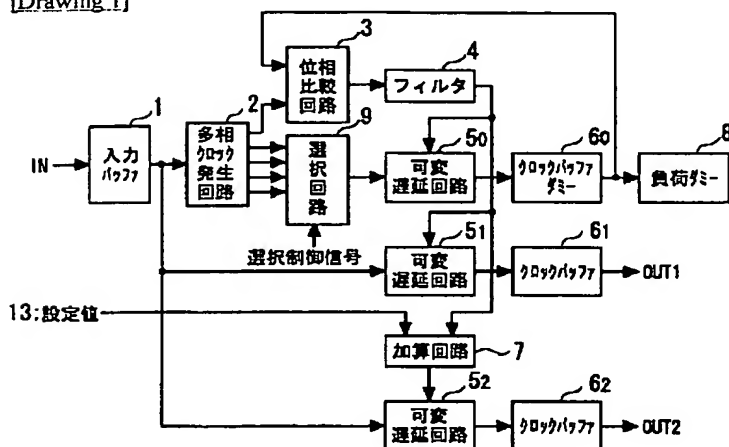 [Drawing 1]
3
位相
比較
回路
4
フィルタ
1
入力
バッファ
2
多相
クロック
発生
回路
9
選
択
回
路
50
可変
遅延回路
60
クロックバッファ
ダミー
8
負荷ダミー
IN
選択制御信号
51
可変
遅延回路
61
クロックバッファ
OUT1
13:設定値
加算回路
7
52
可変
遅延回路
62
クロックバッファ
OUT2